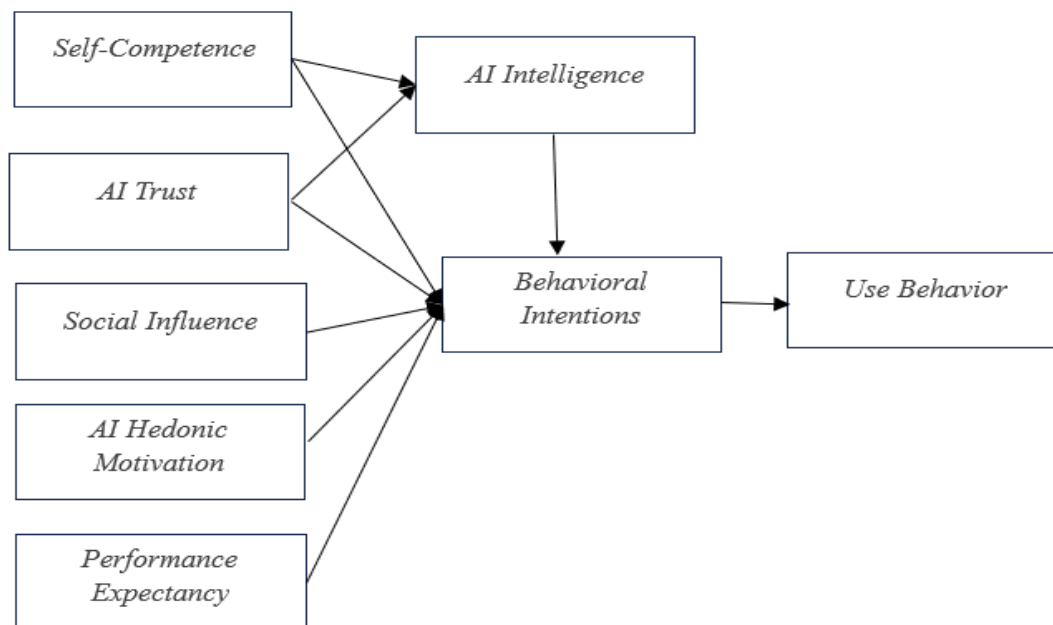 Self-Competence
AI Intelligence
AI Trust
Behavioral
Intentions
Use Behavior
Social Influence
AI Hedonic
Motivation
Performance
Expectancy